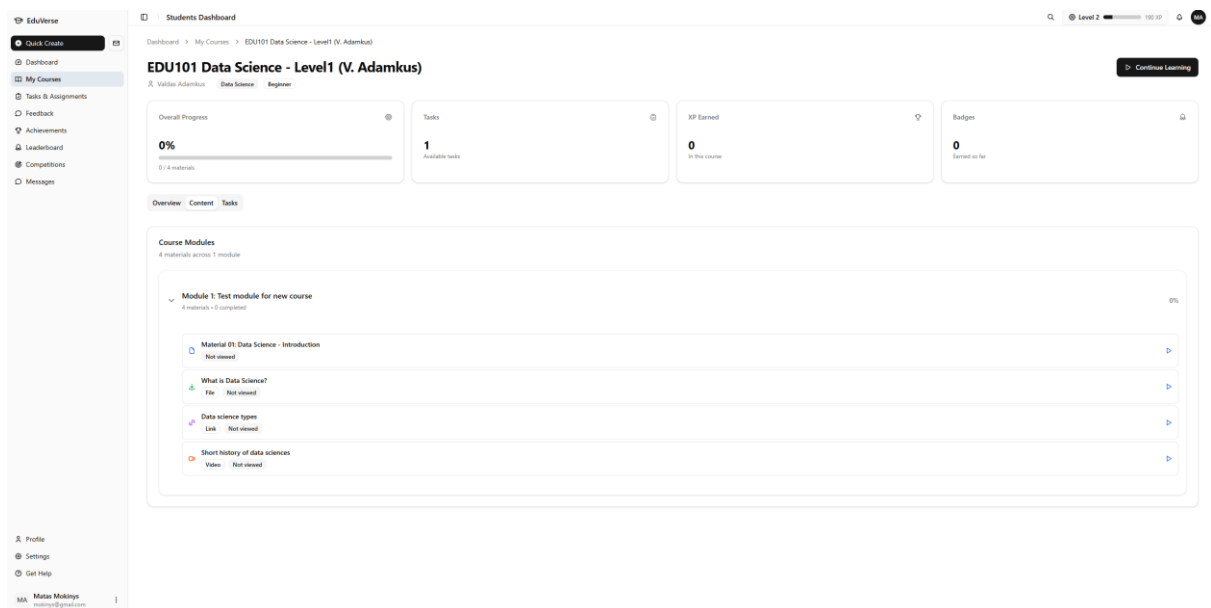 EduVerse
Students Dashboard
Level 2
180 XP
MA
Quick Create
Dashboard
My Courses
Tasks & Assignments
Feedback
Achievements
Leaderboard
Competitions
Messages
Dashboard > My Courses > EDU101 Data Science - Level1 (V. Adamkus)
EDU101 Data Science - Level1 (V. Adamkus)
Continue Learning
Valdas Adamkus Data Science Beginner
Overall Progress
0%
0 / 4 materials
Tasks
1
Available tasks
XP Earned
0
In this course
Badges
0
Earned so far
Overview Content Tasks
Course Modules
4 materials across 1 module
Module 1: Test module for new course
4 materials • 0 completed
0%
Material 01: Data Science - Introduction
Not viewed
What is Data Science?
File Not viewed
Data science types
Link Not viewed
Short history of data sciences
Video Not viewed
Profile
Settings
Get Help
MA
Matas Mokinys
mokinys@gmail.com